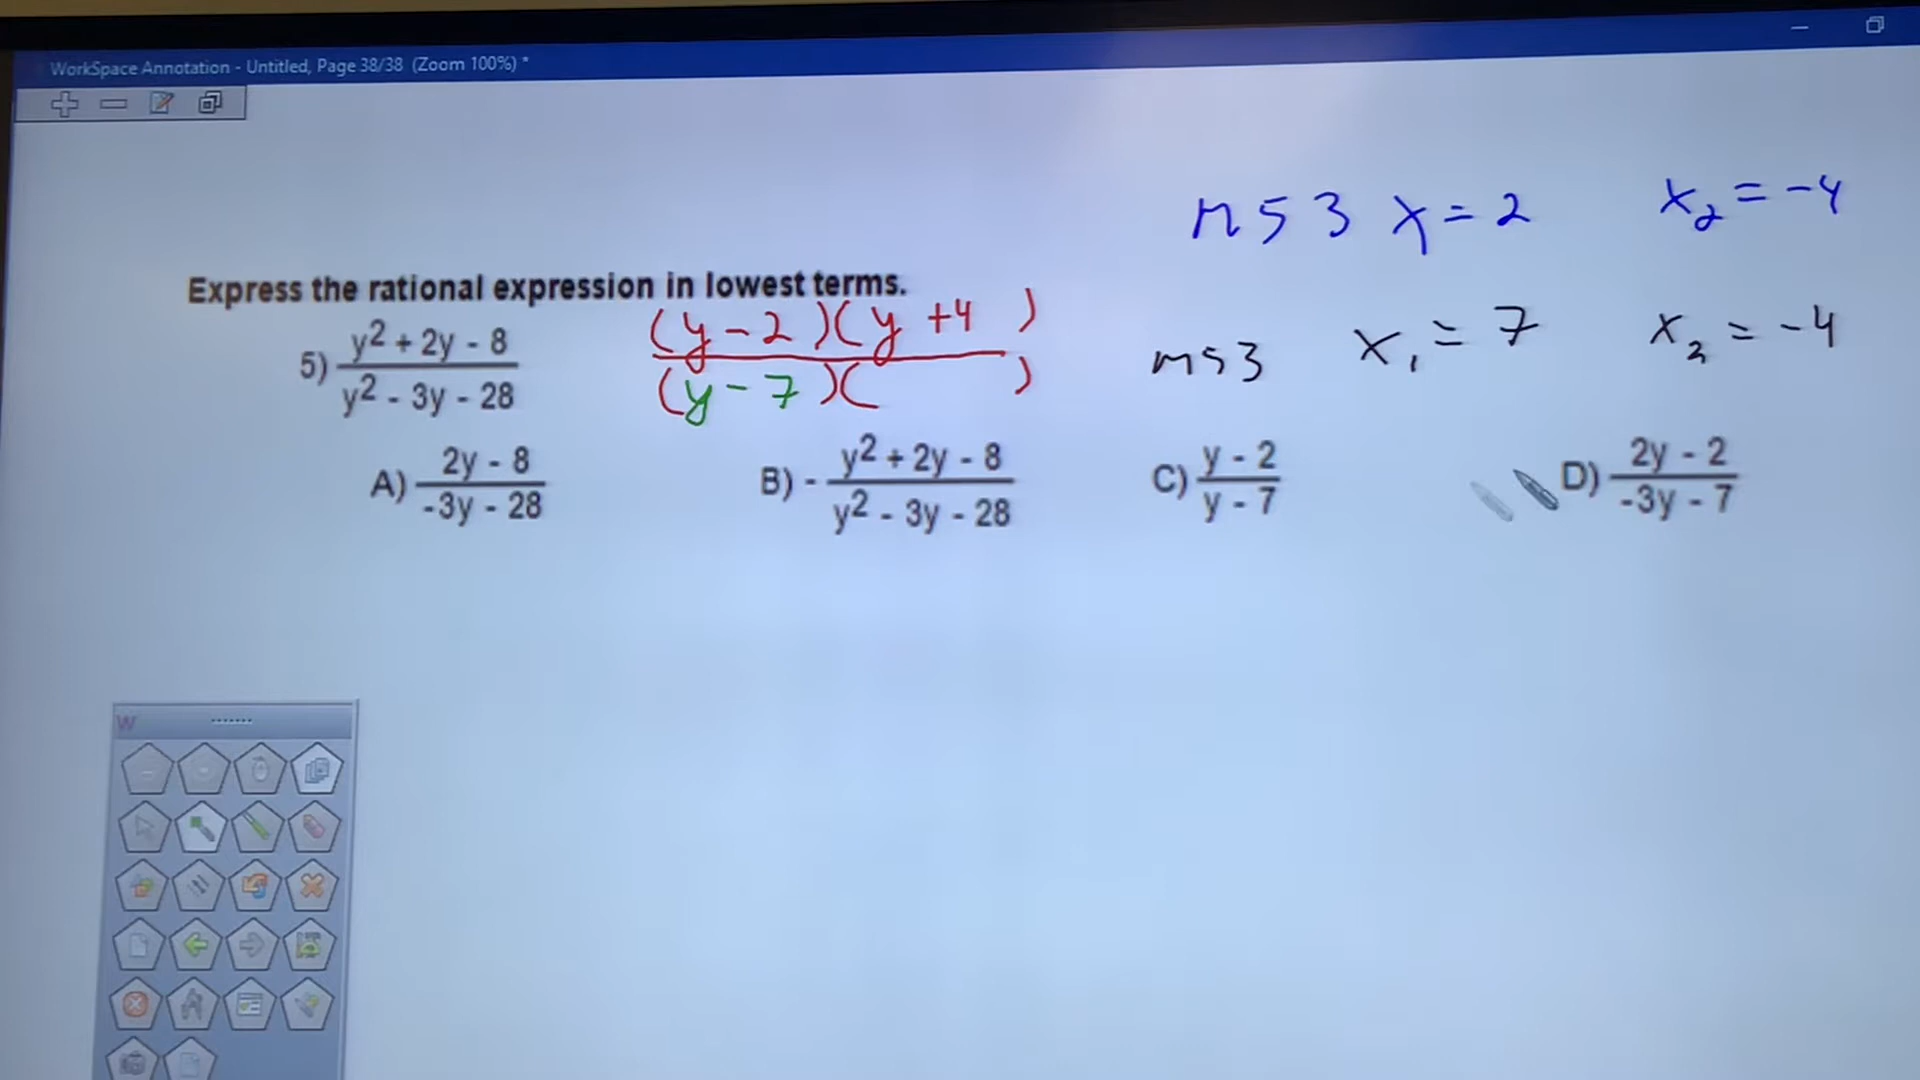 WorkSpace Annotation - Untitled, Page 38/38 (Zoom 100%) *
m 5 3 x = 2 x₂ = -4
Express the rational expression in lowest terms.
5) y² + 2y - 8 / y² - 3y - 28
(y - 2)(y + 4 )
(y - 7)( )
m 5 3 x₁ = 7 x₂ = -4
A) 2y - 8 / -3y - 28
B) - y² + 2y - 8 / y² - 3y - 28
C) y - 2 / y - 7
D) 2y - 2 / -3y - 7
W